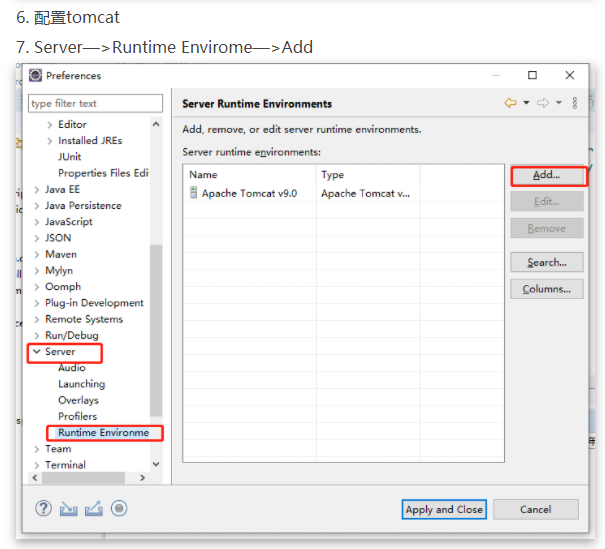 6. 配置tomcat
7. Server—>Runtime Envirome—>Add
Preferences
type filter text
Server Runtime Environments
Editor
Installed JREs
JUnit
Properties Files Edi
Java EE
Java Persistence
JavaScript
JSON
Maven
Mylyn
Oomph
Plug-in Development
Remote Systems
Run/Debug
Server
Audio
Launching
Overlays
Profilers
Runtime Environme
Team
Terminal
Add, remove, or edit server runtime environments.
Server runtime environments:
Name Type
Apache Tomcat v9.0 Apache Tomcat v...
Add...
Edit...
Remove
Search...
Columns...
Apply and Close
Cancel